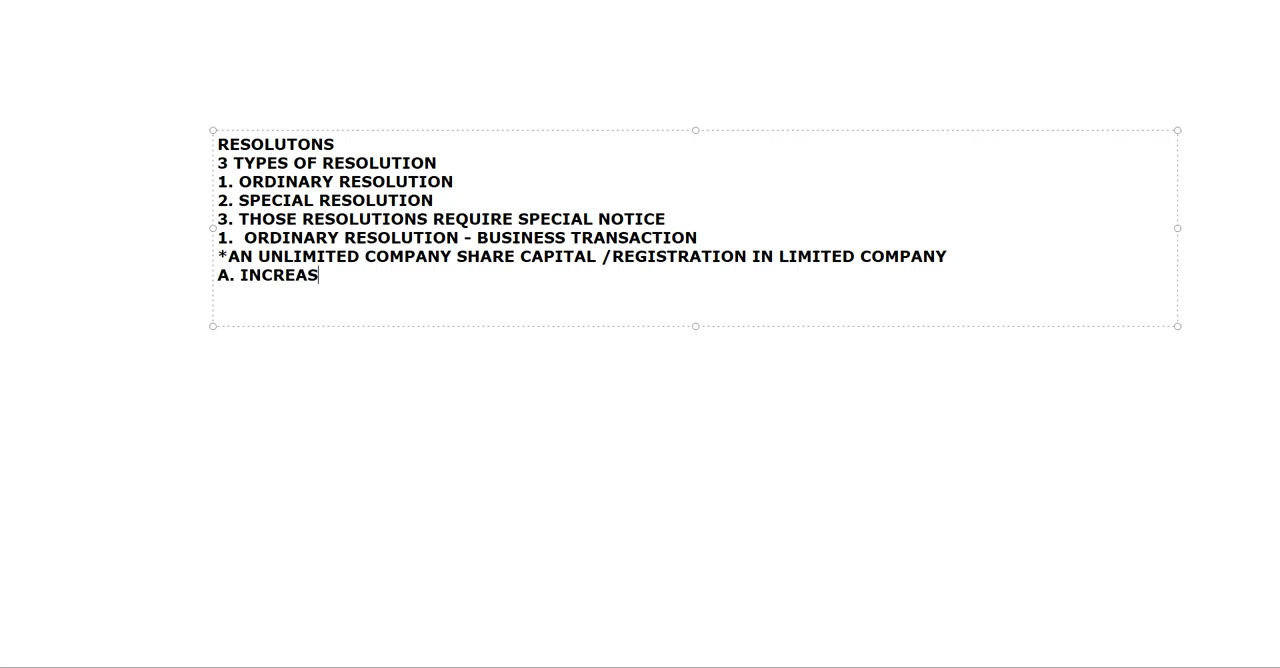 RESOLUTONS
3 TYPES OF RESOLUTION
1. ORDINARY RESOLUTION
2. SPECIAL RESOLUTION
3. THOSE RESOLUTIONS REQUIRE SPECIAL NOTICE
1.  ORDINARY RESOLUTION - BUSINESS TRANSACTION
*AN UNLIMITED COMPANY SHARE CAPITAL /REGISTRATION IN LIMITED COMPANY
A. INCREAS